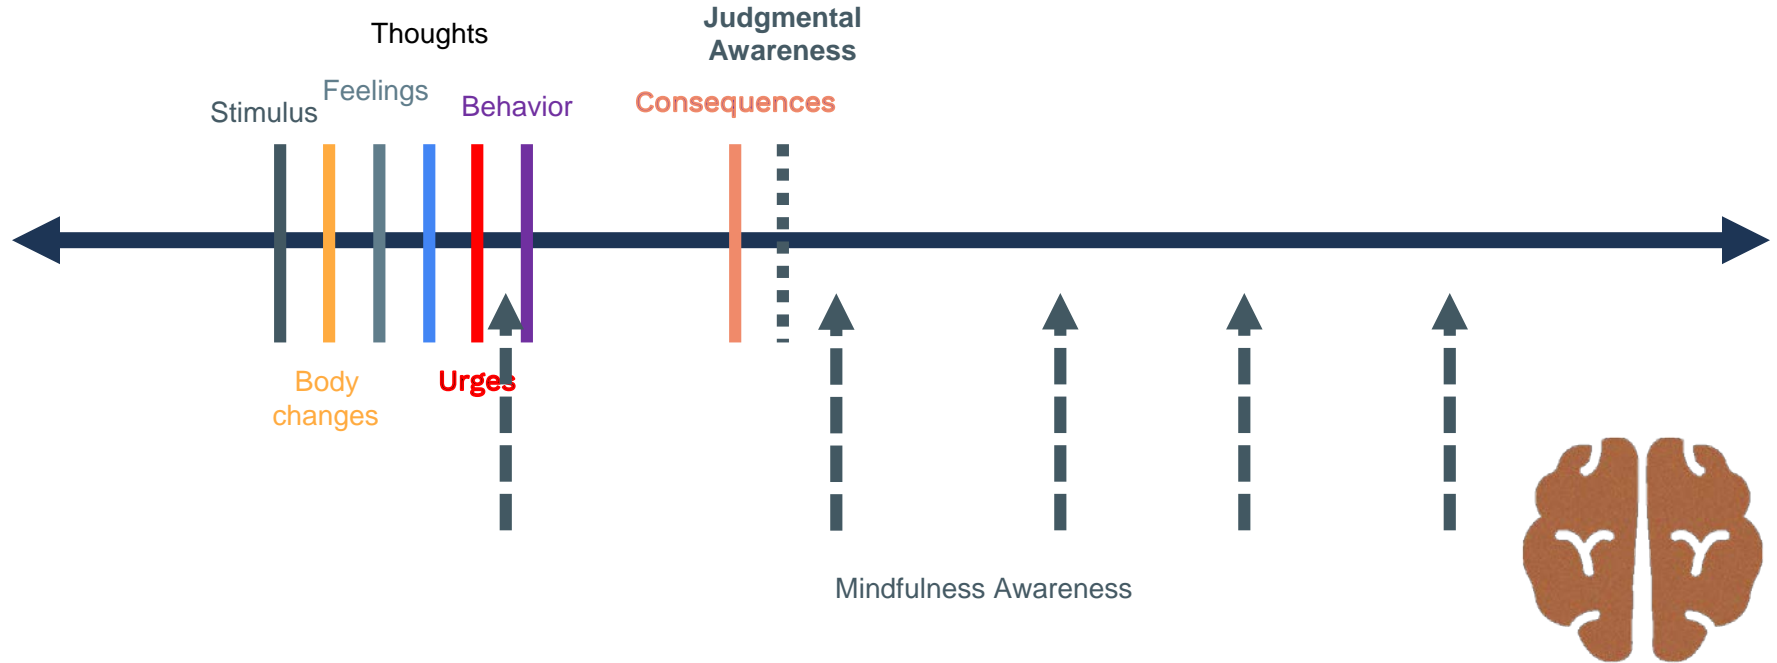 Thoughts
Judgmental
Awareness
Feelings
Stimulus
Behavior
Consequences
Body
changes
Urges
Mindfulness Awareness